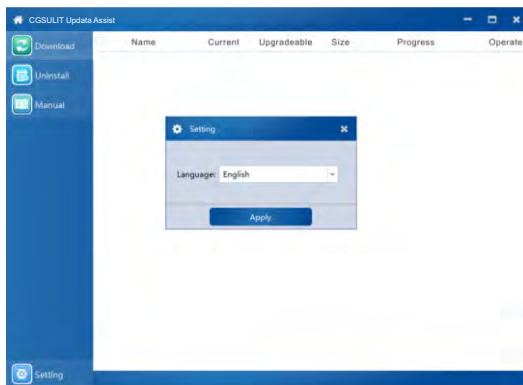 CGSULIT Updata Assist
Download
Name Current Upgradeable Size Progress Operate
Uninstall
Manual
Setting
Language: English
Apply
Setting